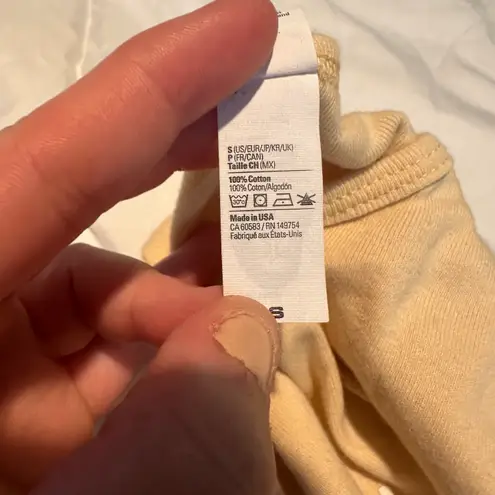 S (US/EUR/JP/KR/UK)
P (FR/CAN)
Taille CH (MX)
100% Cotton
100% Coton/Algodón
30°
Made in USA
CA 60583 / RN 149754
Fabriqué aux États-Unis
S